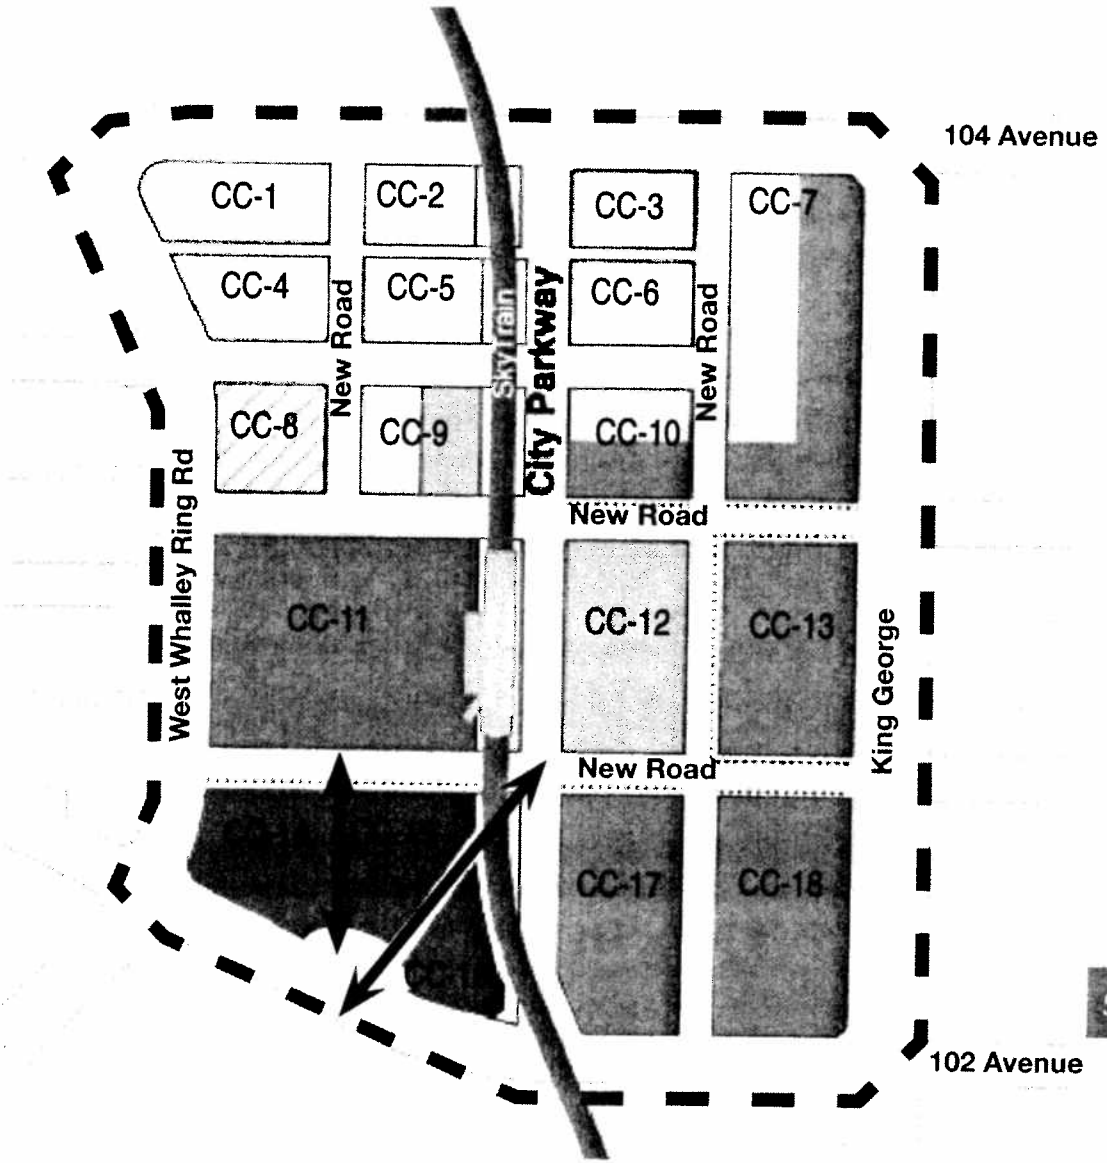 104 Avenue
CC-1
CC-2
CC-3
CC-7
CC-4
CC-5
CC-6
New Road
SkyTrain
City Parkway
New Road
CC-8
CC-9
CC-10
West Whalley Ring Rd
New Road
CC-11
CC-12
CC-13
King George
New Road
CC-17
CC-18
102 Avenue